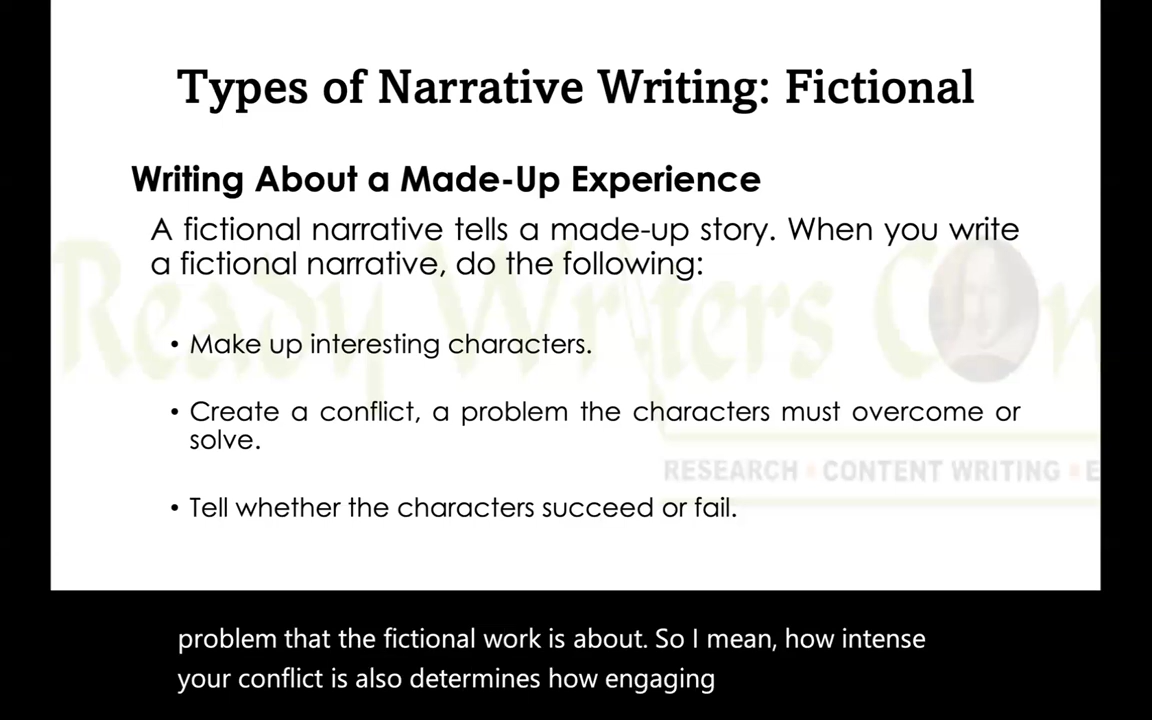 Types of Narrative Writing: Fictional
Writing About a Made-Up Experience
A fictional narrative tells a made-up story. When you write
a fictional narrative, do the following:
• Make up interesting characters.
• Create a conflict, a problem the characters must overcome or
solve.
• Tell whether the characters succeed or fail.
Ready Writers Con
RESEARCH • CONTENT WRITING • E
problem that the fictional work is about. So I mean, how intense
your conflict is also determines how engaging